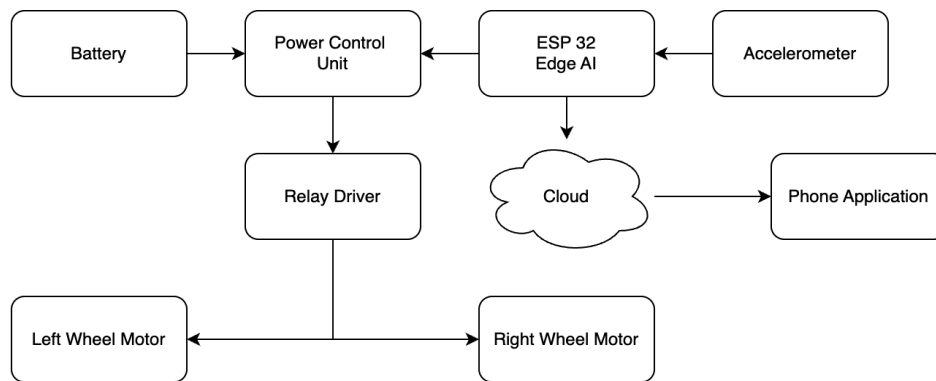 Battery
Power Control
Unit
ESP 32
Edge AI
Accelerometer
Relay Driver
Cloud
Phone Application
Left Wheel Motor
Right Wheel Motor